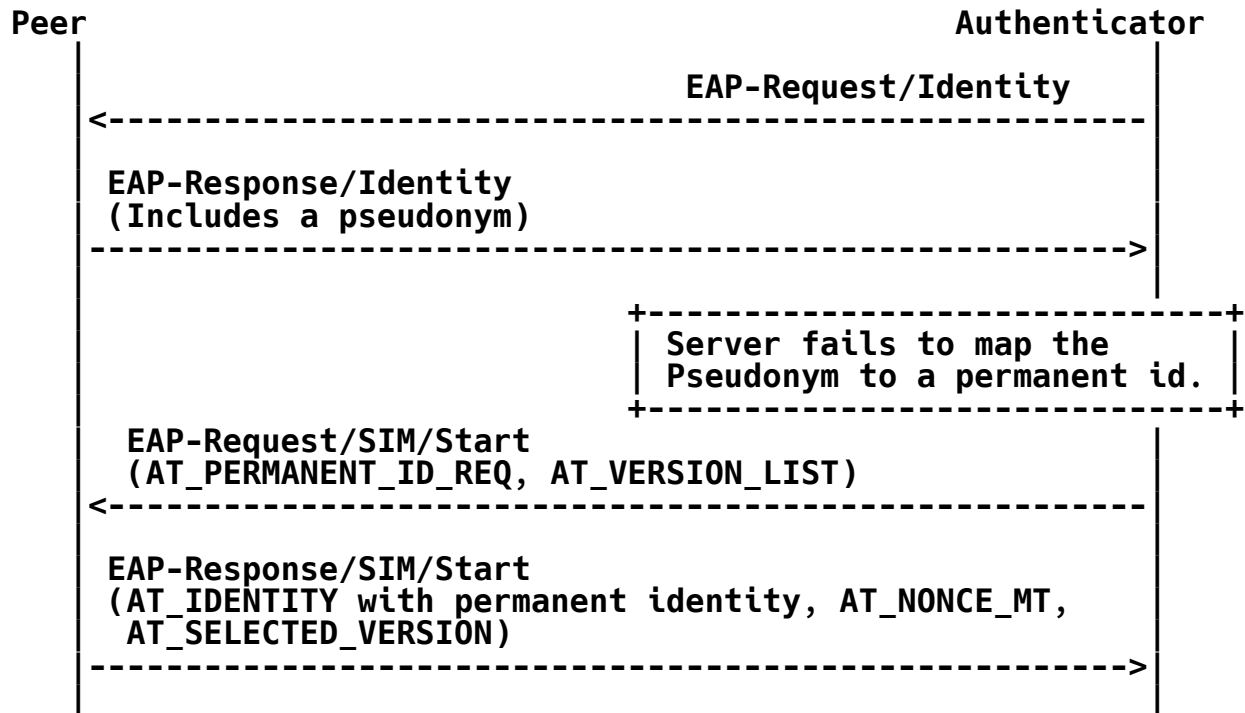 Peer Authenticator
EAP-Request/Identity
EAP-Response/Identity
(Includes a pseudonym)
Server fails to map the
Pseudonym to a permanent id.
EAP-Request/SIM/Start
(AT_PERMANENT_ID_REQ, AT_VERSION_LIST)
EAP-Response/SIM/Start
(AT_IDENTITY with permanent identity, AT_NONCE_MT,
AT_SELECTED_VERSION)